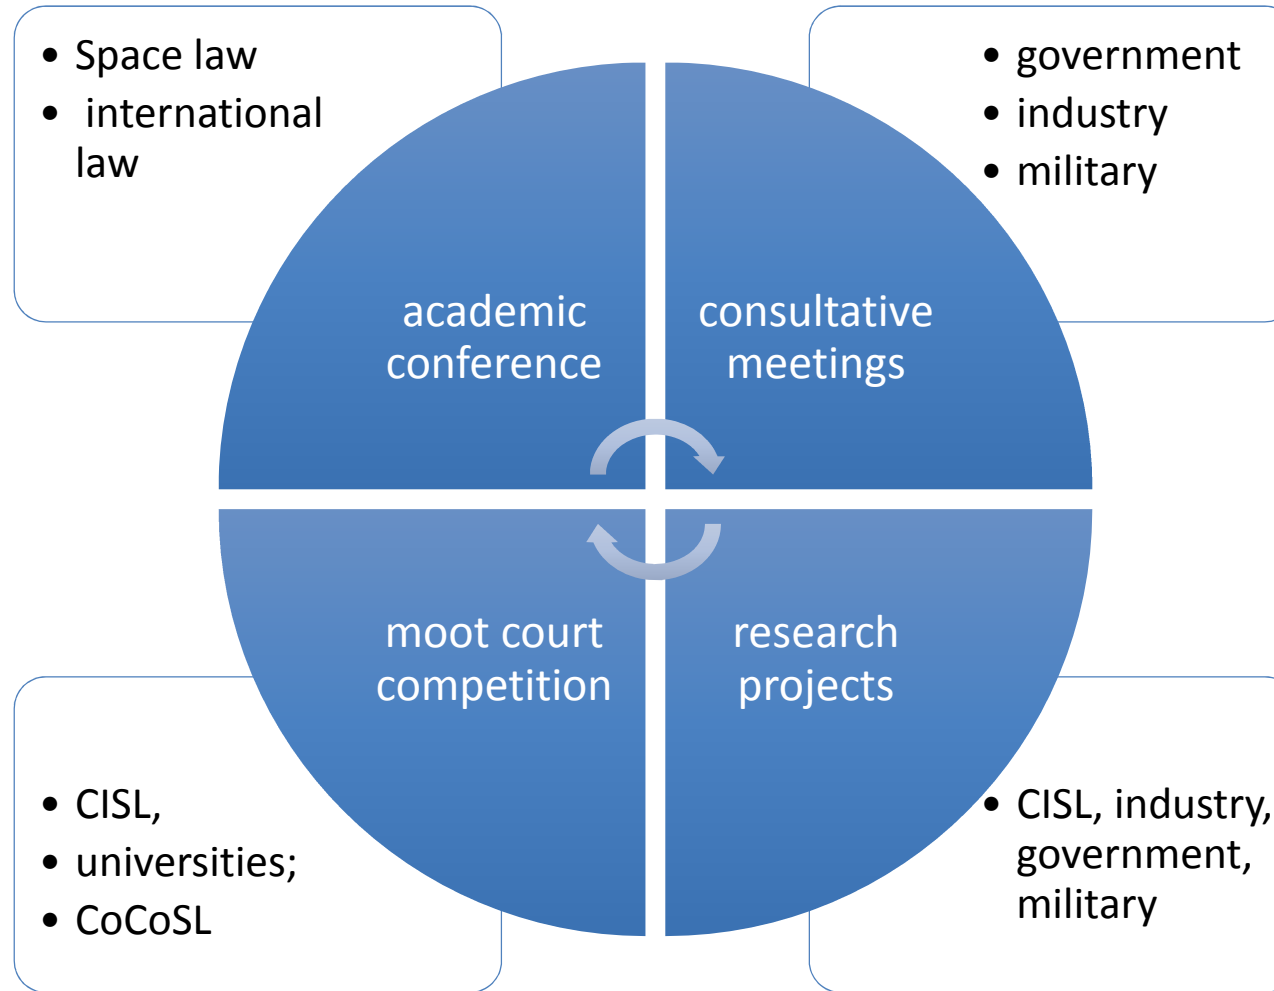 • Space law
• international
law
• government
• industry
• military
academic
conference
consultative
meetings
moot court
competition
research
projects
• CISL,
• universities;
• CoCoSL
• CISL, industry,
government,
military